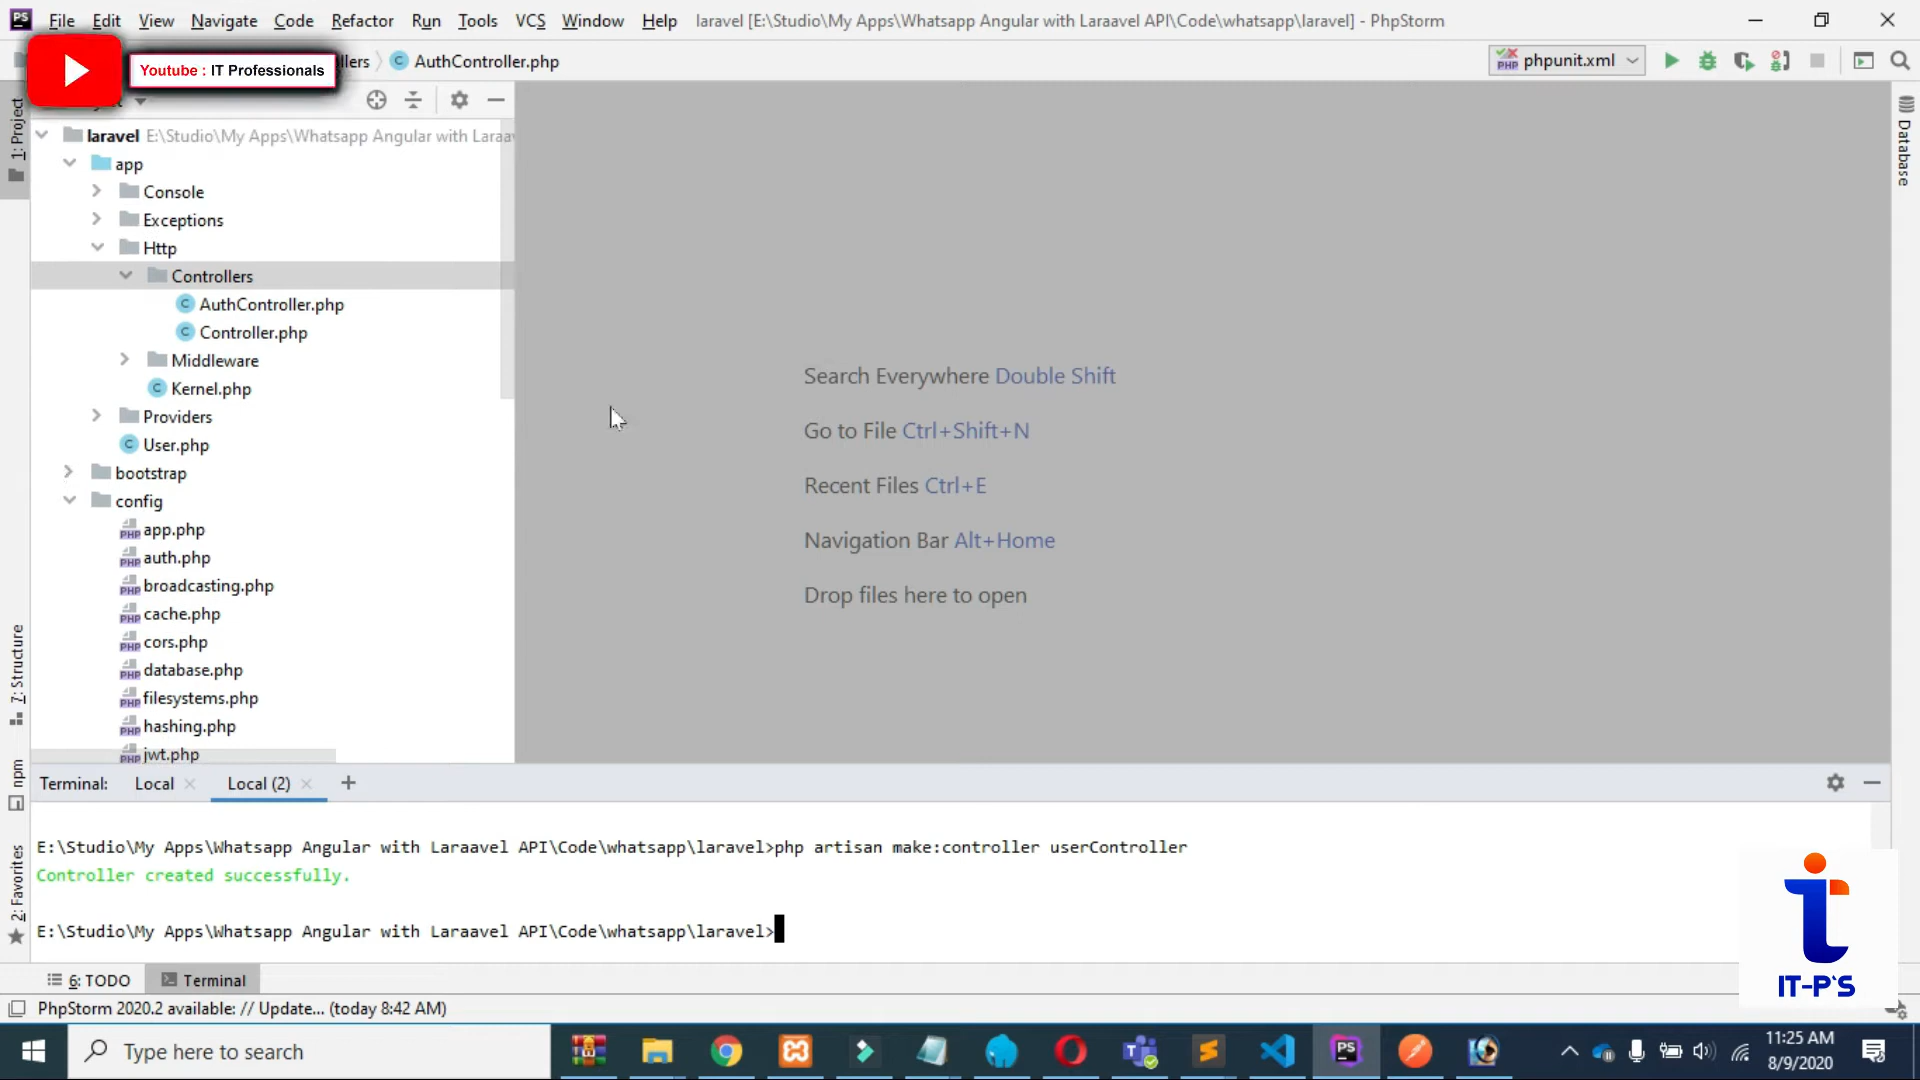 PS File Edit View Navigate Code Refactor Run Tools VCS Window Help laravel [E:\Studio\My Apps\Whatsapp Angular with Laraavel API\Code\whatsapp\laravel] - PhpStorm
Youtube : IT Professionals
llers AuthController.php
phpunit.xml
laravel E:\Studio\My Apps\Whatsapp Angular with Laraav
app
Console
Exceptions
Http
Controllers
AuthController.php
Controller.php
Middleware
Kernel.php
Providers
User.php
bootstrap
config
app.php
auth.php
broadcasting.php
cache.php
cors.php
database.php
filesystems.php
hashing.php
jwt.php
1: Project
7: Structure
npm
2: Favorites
Database
Search Everywhere Double Shift
Go to File Ctrl+Shift+N
Recent Files Ctrl+E
Navigation Bar Alt+Home
Drop files here to open
Terminal: Local Local (2)
E:\Studio\My Apps\Whatsapp Angular with Laraavel API\Code\whatsapp\laravel>php artisan make:controller userController
Controller created successfully.
E:\Studio\My Apps\Whatsapp Angular with Laraavel API\Code\whatsapp\laravel>
IT-P'S
6: TODO Terminal
PhpStorm 2020.2 available: // Update... (today 8:42 AM)
Type here to search
11:25 AM
8/9/2020